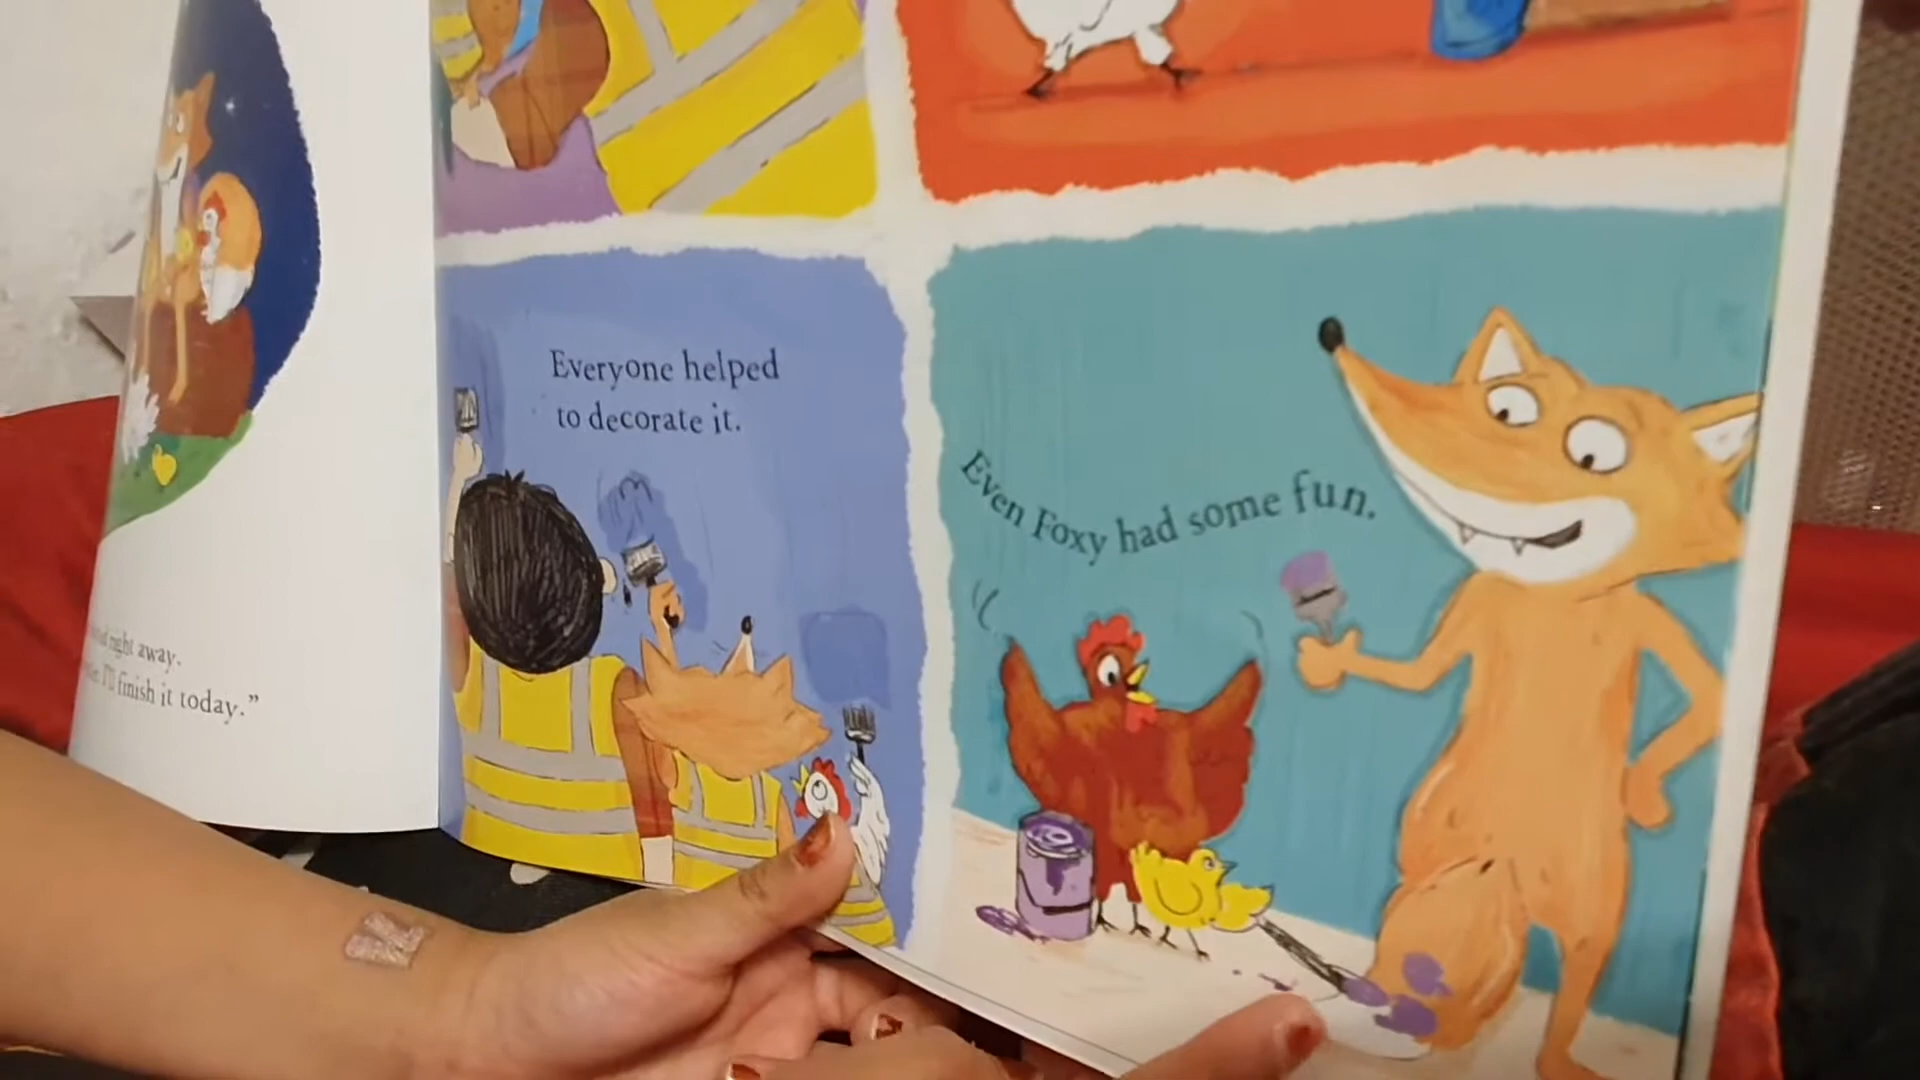 right away.
I'll finish it today."
Everyone helped
to decorate it.
Even Foxy had some fun.